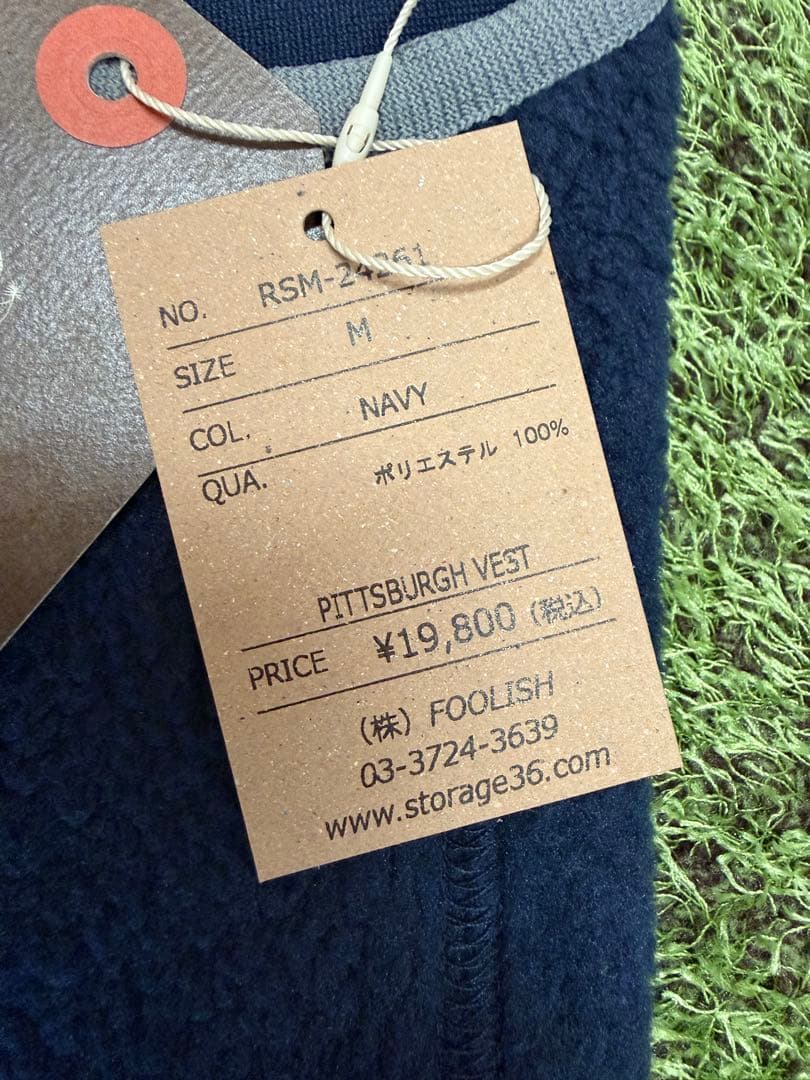 NO. RSM-24261
SIZE M
COL. NAVY
QUA. ポリエステル 100%
PITTSBURGH VEST
PRICE ¥19,800 (税込)
(株) FOOLISH
03-3724-3639
www.storage36.com